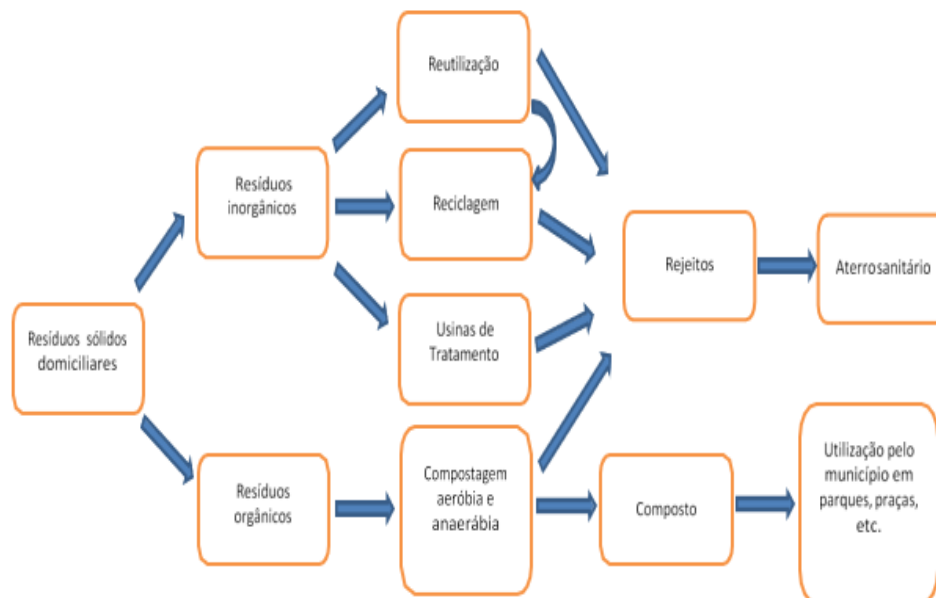 Reutilização
Resíduos
inorgânicos
Reciclagem
Rejeitos
Aterrosanitário
Resíduos sólidos
domiciliares
Usinas de
Tratamento
Resíduos
orgânicos
Compostagem
aeróbia e
anaerábia
Composto
Utilização pelo
município em
parques, praças,
etc.